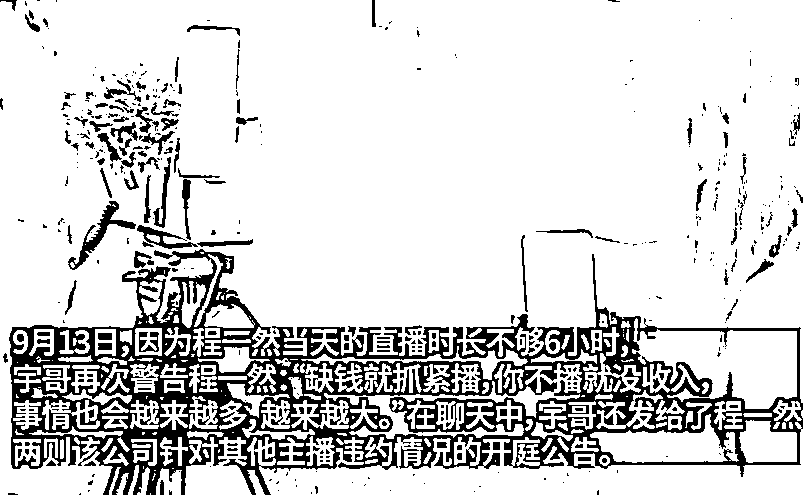 9月13日，因为程一然当天的直播时长不够6小时，
宇哥再次警告程一然：“缺钱就抓紧播，你不播就没收入，
事情也会越来越多，越来越大。”在聊天中，宇哥还发给了程一然
两则该公司针对其他主播违约情况的开庭公告。